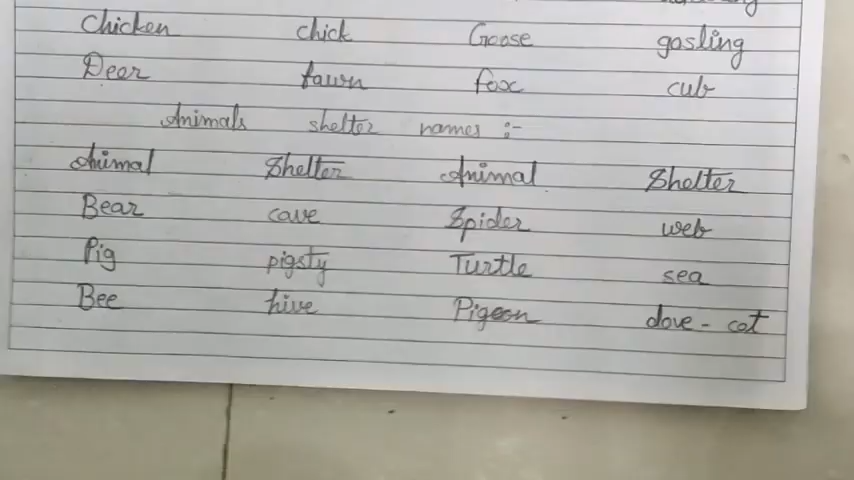 Chicken chick Goose gosling
Deer fawn fox cub
Animals shelter names :-
Animal Shelter Animal Shelter
Bear cave Spider web
Pig pigsty Turtle sea
Bee hive Pigeon dove - cot